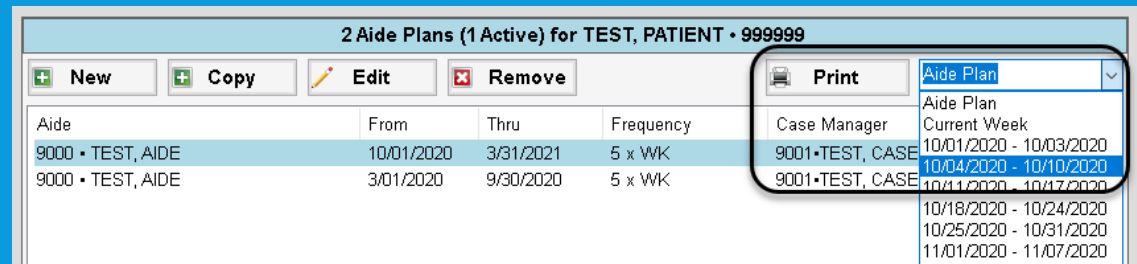 2 Aide Plans (1 Active) for TEST, PATIENT • 999999
New Copy Edit Remove Print Aide Plan
Aide From Thru Frequency Case Manager
9000 • TEST, AIDE 10/01/2020 3/31/2021 5 x WK 9001•TEST, CASE
9000 • TEST, AIDE 3/01/2020 9/30/2020 5 x WK 9001•TEST, CASE
Aide Plan
Current Week
10/01/2020 - 10/03/2020
10/04/2020 - 10/10/2020
10/11/2020 - 10/17/2020
10/18/2020 - 10/24/2020
10/25/2020 - 10/31/2020
11/01/2020 - 11/07/2020